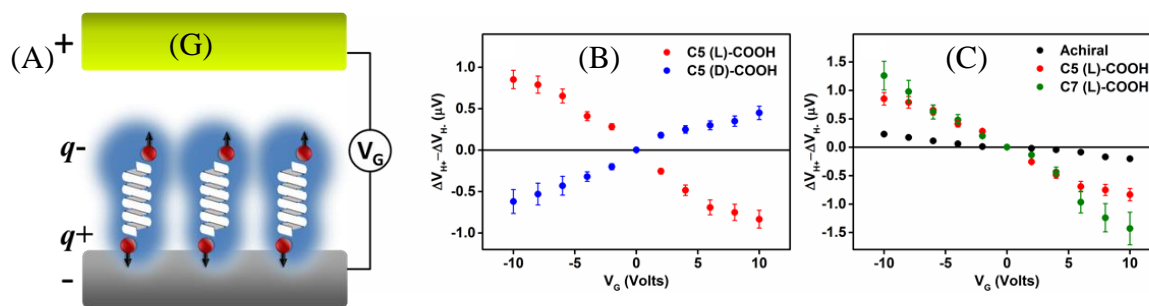 (A)
+
(G)
q-
q+
-
V_G
(B)
C5 (L)-COOH
C5 (D)-COOH
ΔV_H+ – ΔV_H- (µV)
1.0
0.5
0.0
-0.5
-1.0
-10 -5 0 5 10
V_G (Volts)
(C)
Achiral
C5 (L)-COOH
C7 (L)-COOH
ΔV_H+ – ΔV_H- (µV)
1.5
1.0
0.5
0.0
-0.5
-1.0
-1.5
-10 -5 0 5 10
V_G (Volts)